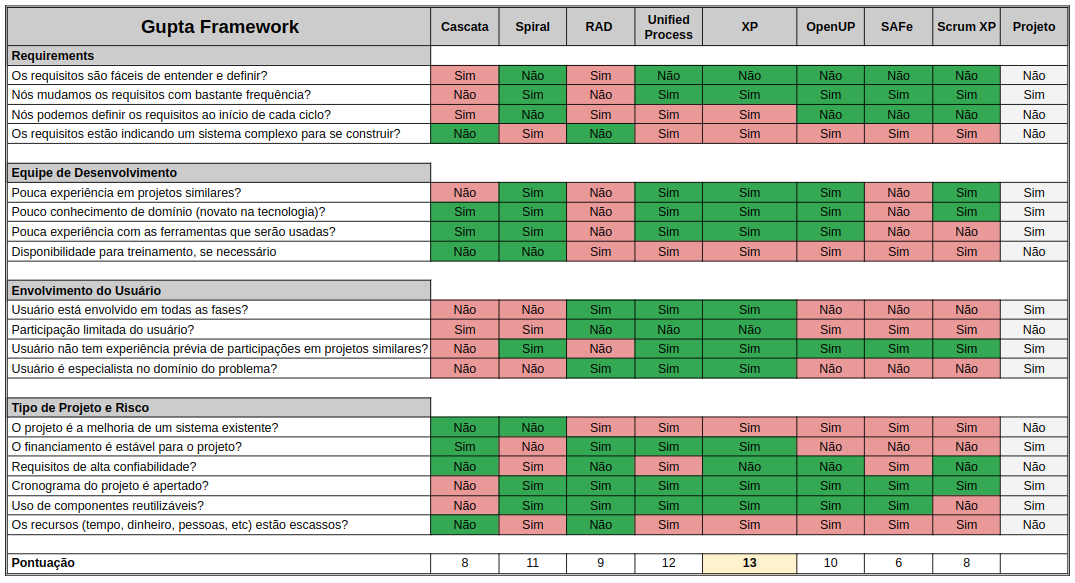 Gupta Framework Cascata Spiral RAD Unified Process XP OpenUP SAFe Scrum XP Projeto
Requirements
Os requisitos são fáceis de entender e definir? Sim Não Sim Não Não Não Não Não Não
Nós mudamos os requisitos com bastante frequência? Não Sim Não Sim Sim Sim Sim Sim Sim
Nós podemos definir os requisitos ao início de cada ciclo? Sim Não Sim Sim Sim Não Não Não Não
Os requisitos estão indicando um sistema complexo para se construir? Não Sim Não Sim Sim Sim Sim Sim Não
Equipe de Desenvolvimento
Pouca experiência em projetos similares? Não Sim Não Sim Sim Sim Não Sim Sim
Pouco conhecimento de domínio (novato na tecnologia)? Sim Sim Não Sim Sim Sim Não Sim Sim
Pouca experiência com as ferramentas que serão usadas? Sim Sim Não Sim Sim Sim Não Não Sim
Disponibilidade para treinamento, se necessário Não Não Sim Sim Sim Sim Sim Sim Não
Envolvimento do Usuário
Usuário está envolvido em todas as fases? Não Não Sim Sim Sim Não Não Não Sim
Participação limitada do usuário? Sim Sim Não Não Não Sim Sim Sim Não
Usuário não tem experiência prévia de participações em projetos similares? Não Sim Não Sim Sim Sim Sim Sim Sim
Usuário é especialista no domínio do problema? Não Não Sim Sim Sim Não Não Não Sim
Tipo de Projeto e Risco
O projeto é a melhoria de um sistema existente? Não Não Sim Sim Sim Sim Sim Sim Não
O financiamento é estável para o projeto? Sim Não Sim Sim Sim Não Não Não Sim
Requisitos de alta confiabilidade? Não Sim Não Sim Não Não Sim Não Não
Cronograma do projeto é apertado? Não Sim Sim Sim Sim Sim Sim Sim Sim
Uso de componentes reutilizáveis? Não Sim Sim Sim Sim Sim Sim Não Sim
Os recursos (tempo, dinheiro, pessoas, etc) estão escassos? Não Sim Não Sim Sim Sim Sim Sim Não
Pontuação 8 11 9 12 13 10 6 8